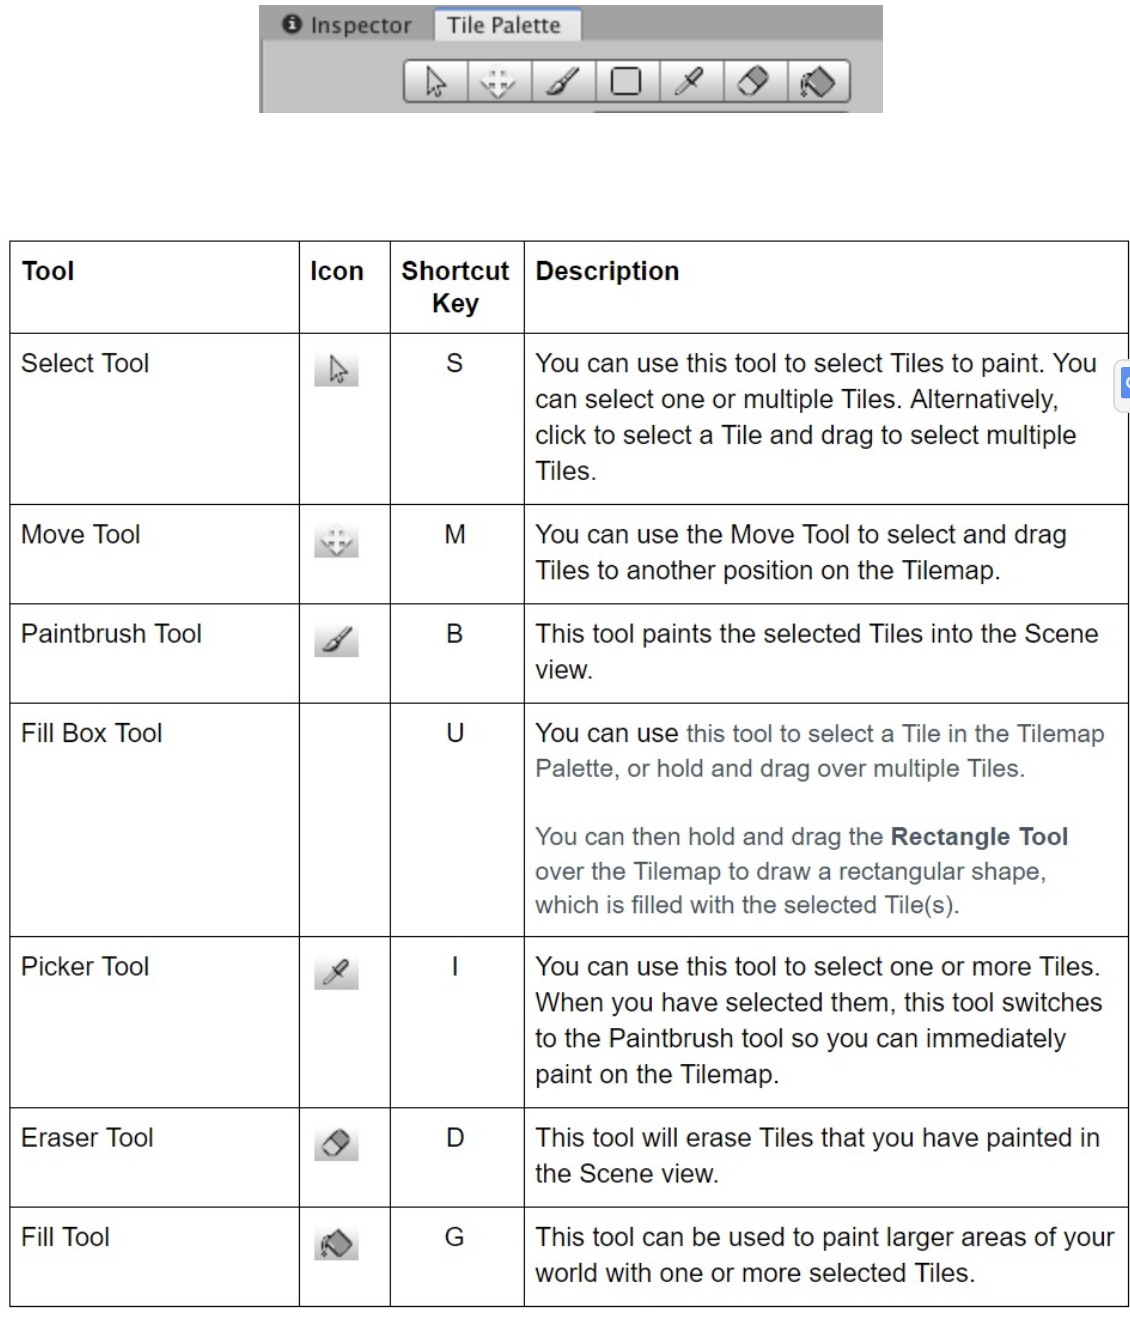 Inspector
Tile Palette
Tool
Icon
Shortcut
Key
Description
Select Tool
S
You can use this tool to select Tiles to paint. You
can select one or multiple Tiles. Alternatively,
click to select a Tile and drag to select multiple
Tiles.
Move Tool
M
You can use the Move Tool to select and drag
Tiles to another position on the Tilemap.
Paintbrush Tool
B
This tool paints the selected Tiles into the Scene
view.
Fill Box Tool
U
You can use this tool to select a Tile in the Tilemap
Palette, or hold and drag over multiple Tiles.
You can then hold and drag the Rectangle Tool
over the Tilemap to draw a rectangular shape,
which is filled with the selected Tile(s).
Picker Tool
I
You can use this tool to select one or more Tiles.
When you have selected them, this tool switches
to the Paintbrush tool so you can immediately
paint on the Tilemap.
Eraser Tool
D
This tool will erase Tiles that you have painted in
the Scene view.
Fill Tool
G
This tool can be used to paint larger areas of your
world with one or more selected Tiles.